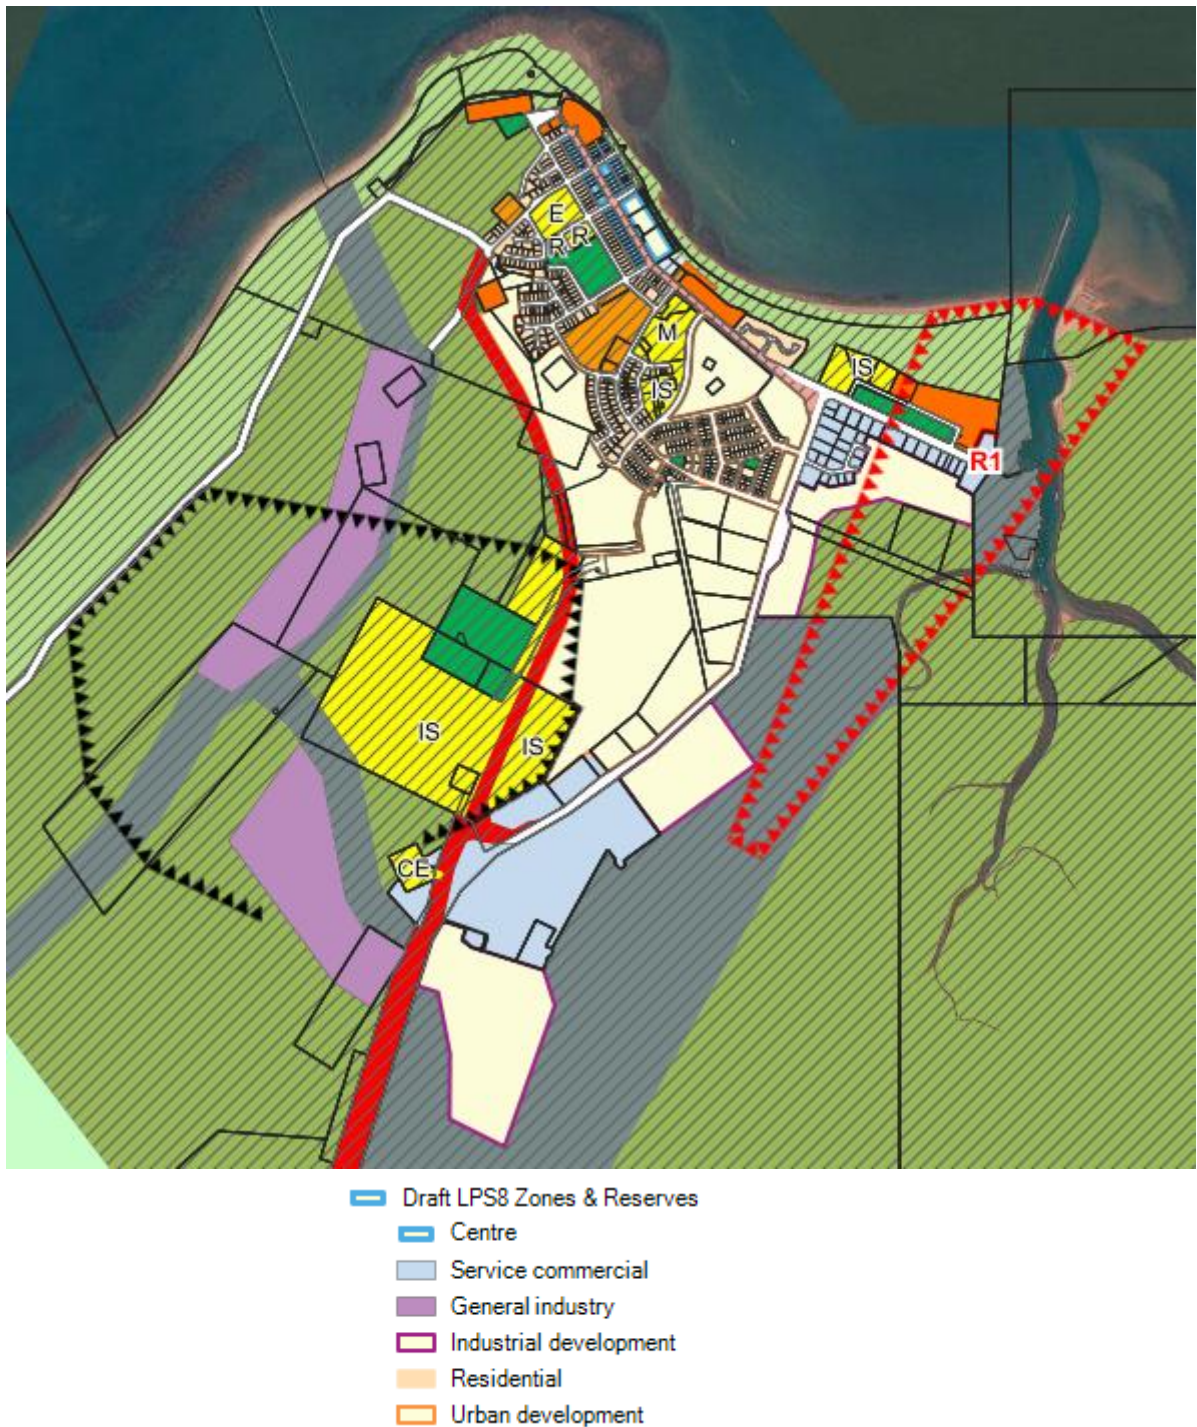 E
R
R
M
IS
IS
R1
IS
IS
CE
Draft LPS8 Zones & Reserves
Centre
Service commercial
General industry
Industrial development
Residential
Urban development